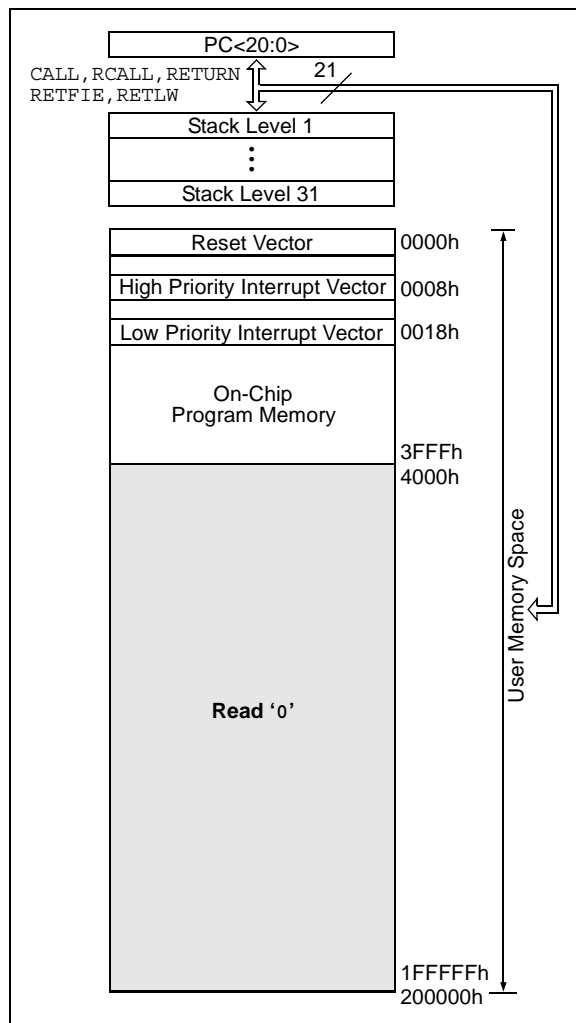 PC<20:0>
CALL,RCALL,RETURN
RETFIE,RETLW
21
Stack Level 1
Stack Level 31
Reset Vector
0000h
High Priority Interrupt Vector
0008h
Low Priority Interrupt Vector
0018h
On-Chip
Program Memory
3FFFh
4000h
User Memory Space
Read ‘0’
1FFFFFh
200000h